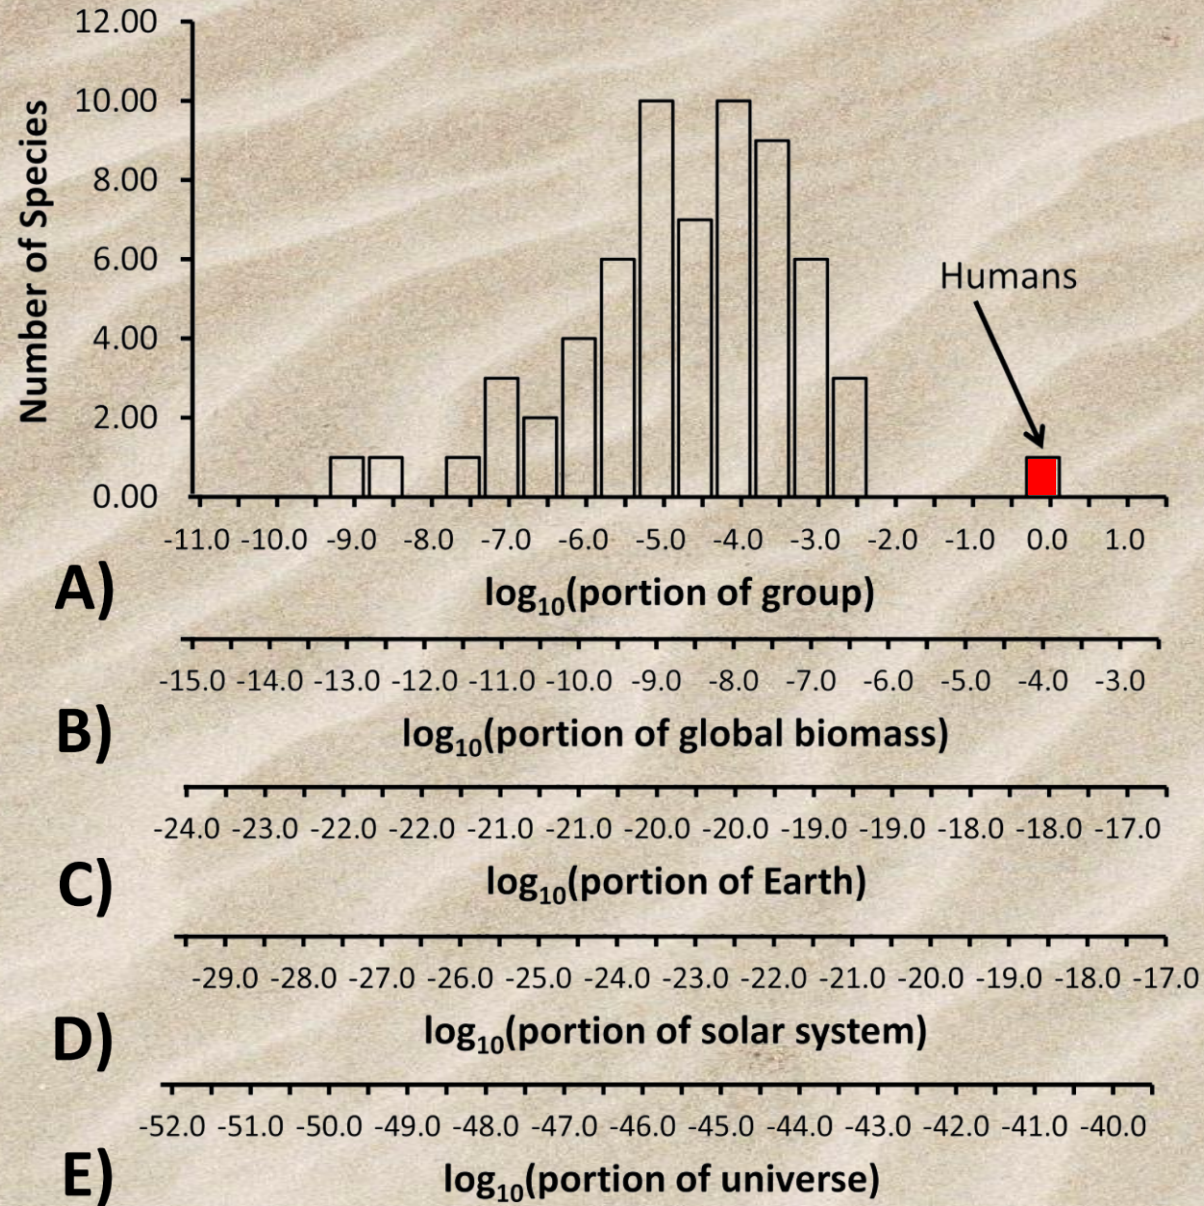 12.00
10.00
8.00
6.00
4.00
2.00
0.00
Number of Species
Humans
-11.0 -10.0 -9.0 -8.0 -7.0 -6.0 -5.0 -4.0 -3.0 -2.0 -1.0 0.0 1.0
A)
log10(portion of group)
-15.0 -14.0 -13.0 -12.0 -11.0 -10.0 -9.0 -8.0 -7.0 -6.0 -5.0 -4.0 -3.0
B)
log10(portion of global biomass)
-24.0 -23.0 -22.0 -22.0 -21.0 -21.0 -20.0 -20.0 -19.0 -19.0 -18.0 -18.0 -17.0
C)
log10(portion of Earth)
-29.0 -28.0 -27.0 -26.0 -25.0 -24.0 -23.0 -22.0 -21.0 -20.0 -19.0 -18.0 -17.0
D)
log10(portion of solar system)
-52.0 -51.0 -50.0 -49.0 -48.0 -47.0 -46.0 -45.0 -44.0 -43.0 -42.0 -41.0 -40.0
E)
log10(portion of universe)